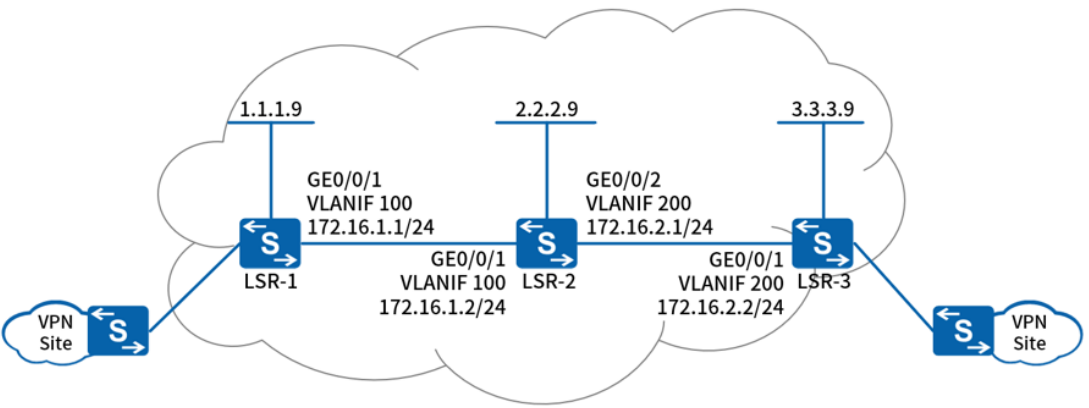 1.1.1.9
2.2.2.9
3.3.3.9
GE0/0/1
VLANIF 100
172.16.1.1/24
GE0/0/2
VLANIF 200
172.16.2.1/24
S
S
S
GE0/0/1
VLANIF 100
172.16.1.2/24
GE0/0/1
VLANIF 200
172.16.2.2/24
LSR-1
LSR-2
LSR-3
VPN
Site
S
S
VPN
Site